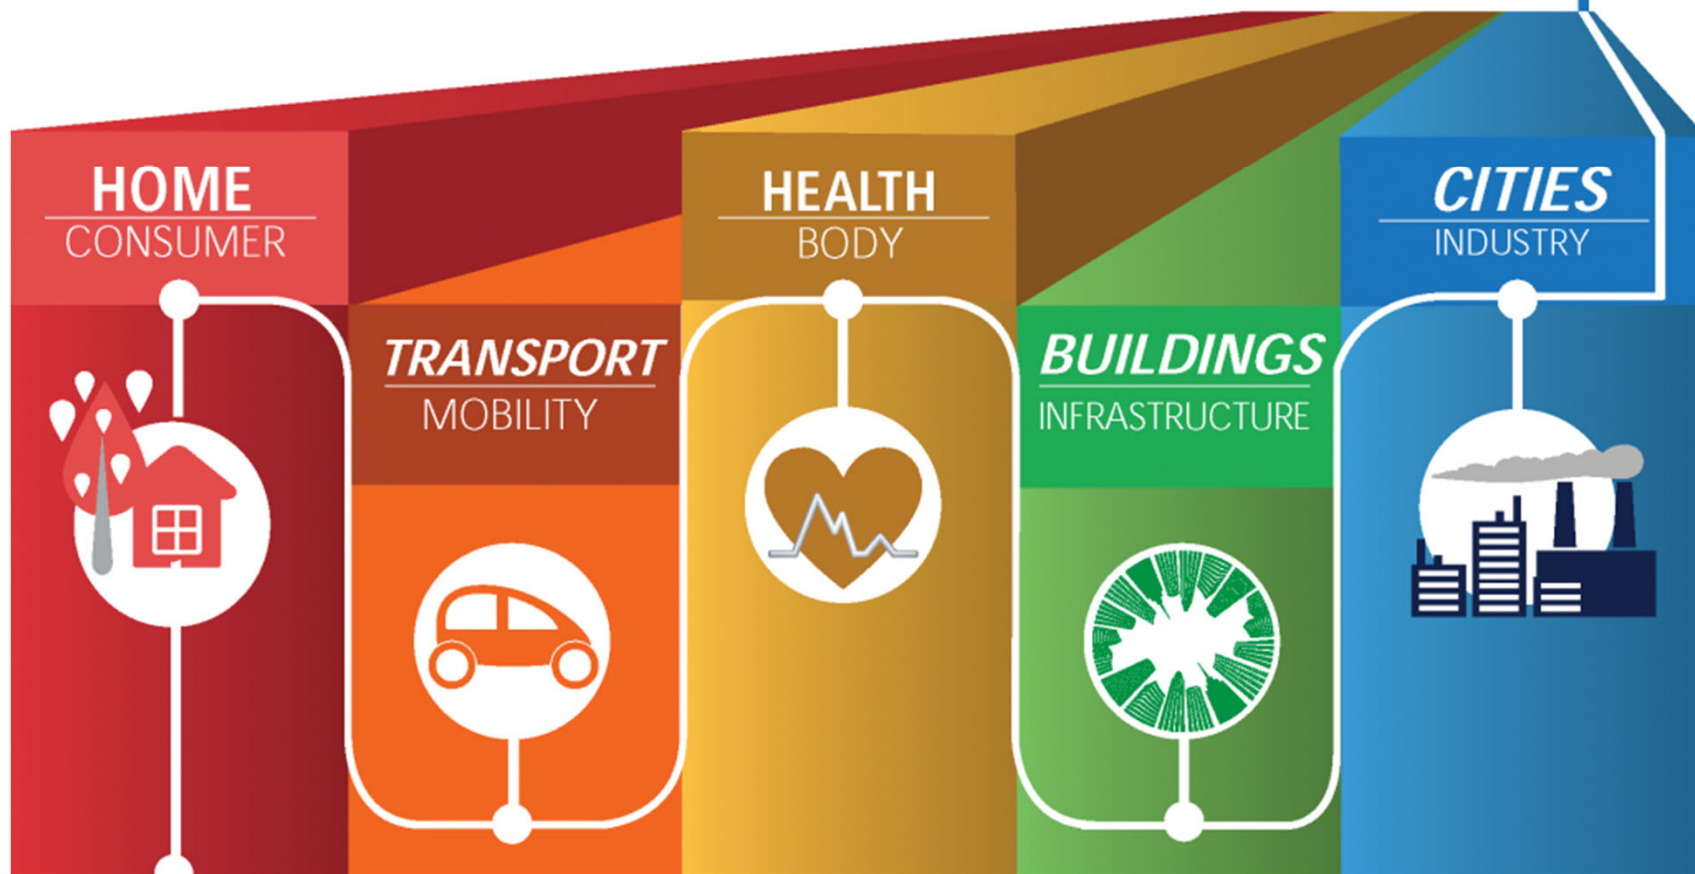 HOME
CONSUMER
TRANSPORT
MOBILITY
HEALTH
BODY
BUILDINGS
INFRASTRUCTURE
CITIES
INDUSTRY